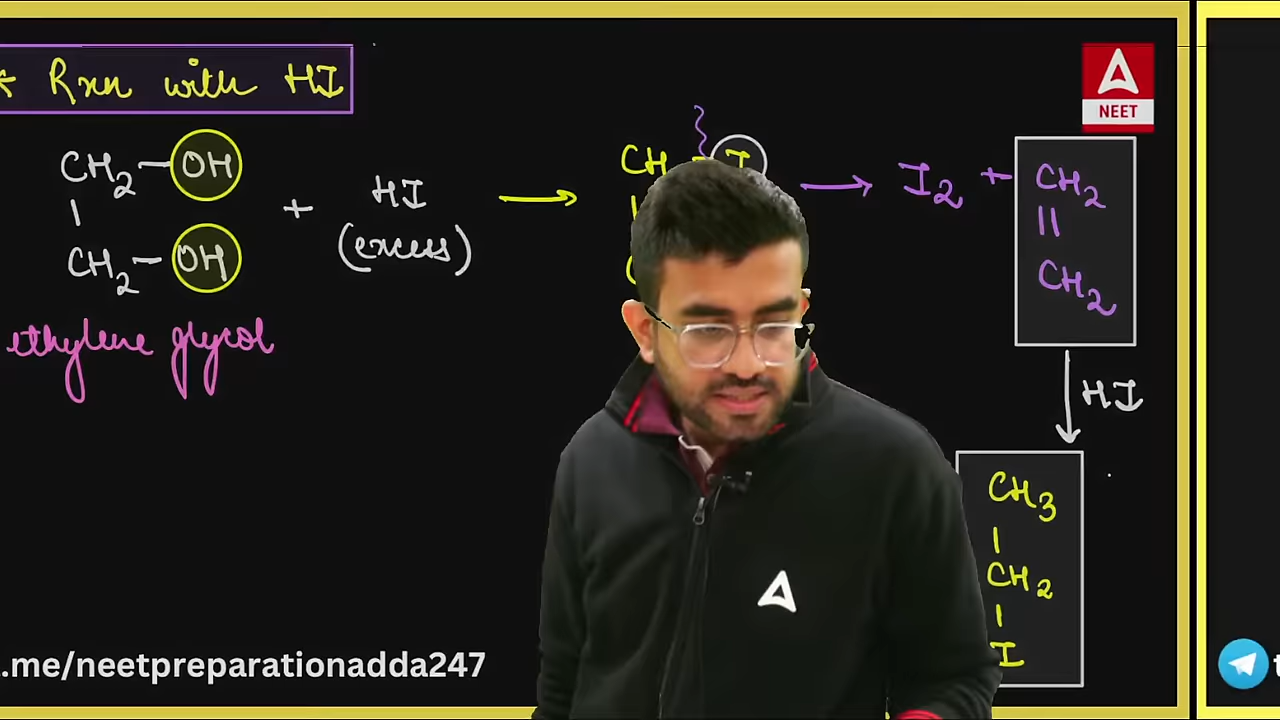 * Rxn with HI
NEET
CH2-OH
|
CH2-OH
+
HI
(excess)
→
CH -I
→ I2 +
CH2
||
CH2
ethylene glycol
↓ HI
CH3
|
CH2
|
I
.me/neetpreparationadda247
t